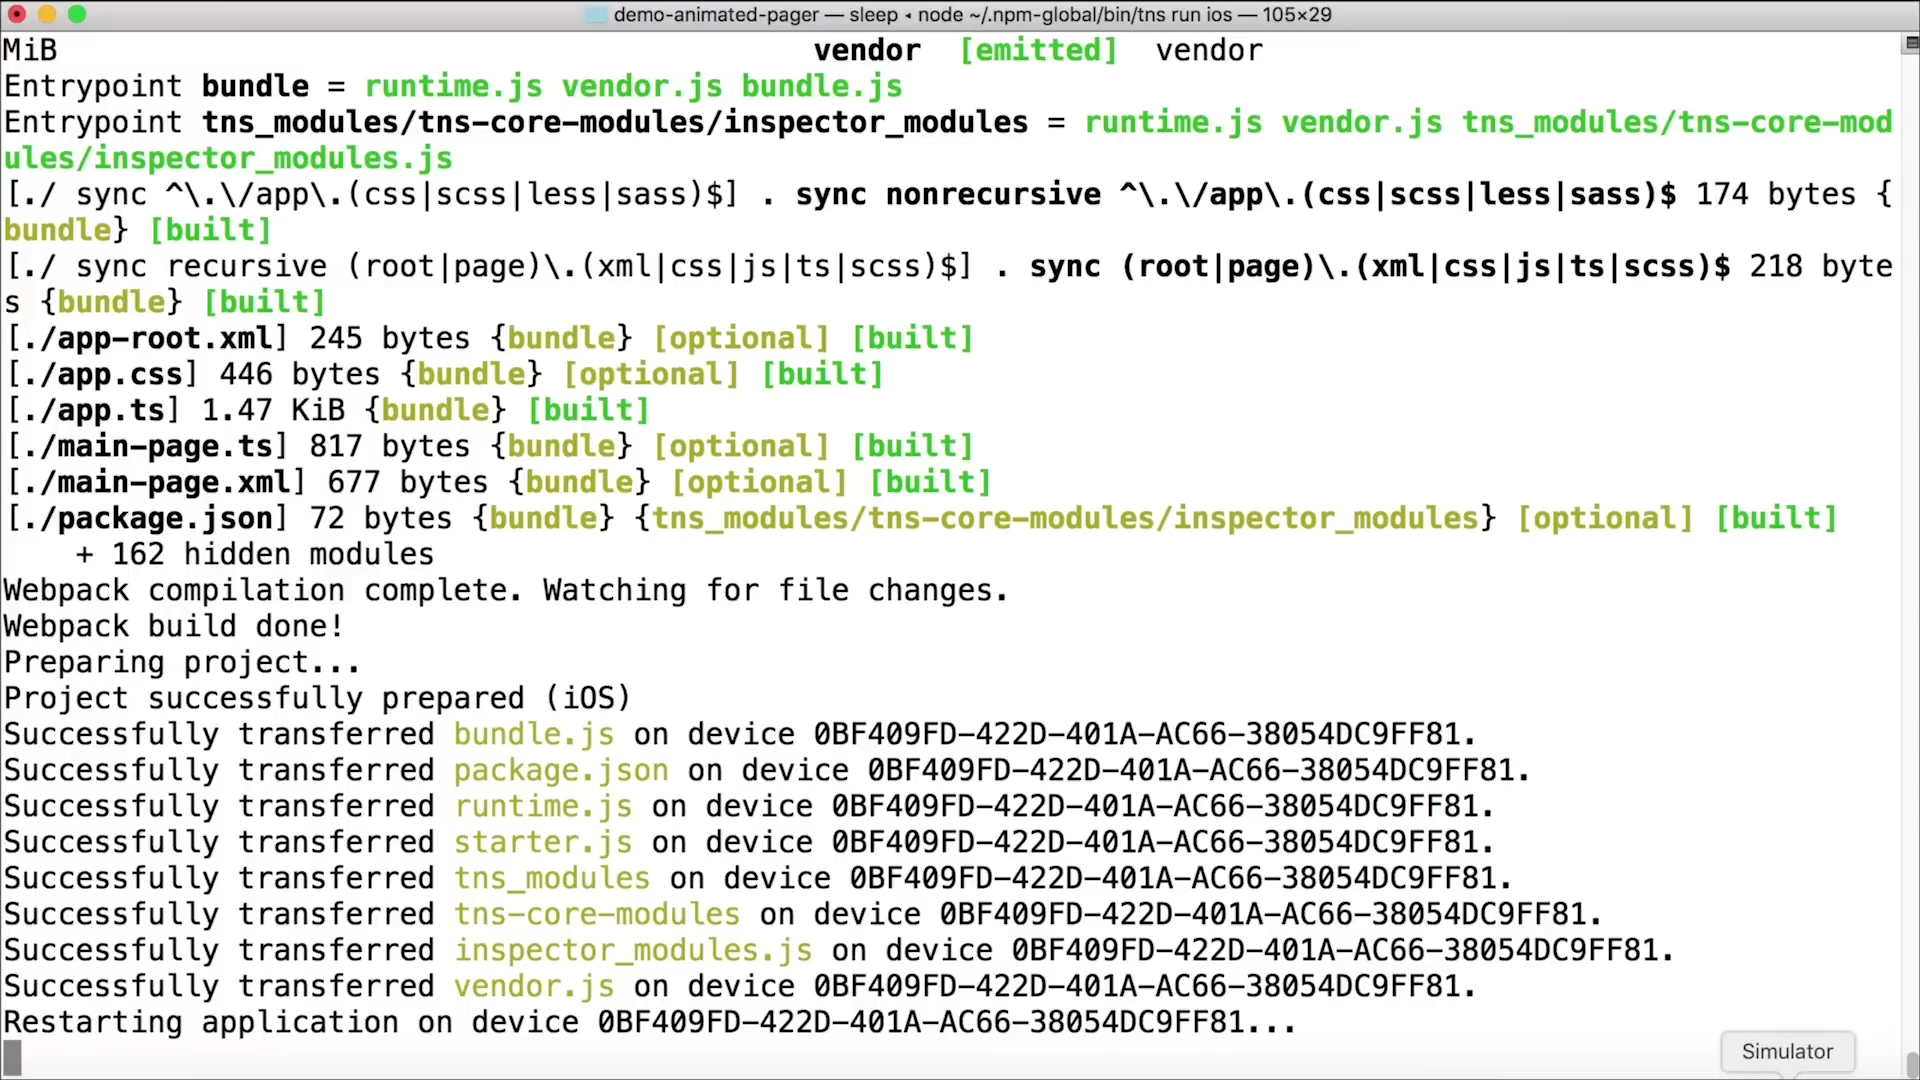 demo-animated-pager — sleep ◂ node ~/.npm-global/bin/tns run ios — 105×29
MiB vendor [emitted] vendor
Entrypoint bundle = runtime.js vendor.js bundle.js
Entrypoint tns_modules/tns-core-modules/inspector_modules = runtime.js vendor.js tns_modules/tns-core-mod
ules/inspector_modules.js
[./ sync ^\.\/app\.(css|scss|less|sass)$] . sync nonrecursive ^\.\/app\.(css|scss|less|sass)$ 174 bytes {
bundle} [built]
[./ sync recursive (root|page)\.(xml|css|js|ts|scss)$] . sync (root|page)\.(xml|css|js|ts|scss)$ 218 byte
s {bundle} [built]
[./app-root.xml] 245 bytes {bundle} [optional] [built]
[./app.css] 446 bytes {bundle} [optional] [built]
[./app.ts] 1.47 KiB {bundle} [built]
[./main-page.ts] 817 bytes {bundle} [optional] [built]
[./main-page.xml] 677 bytes {bundle} [optional] [built]
[./package.json] 72 bytes {bundle} {tns_modules/tns-core-modules/inspector_modules} [optional] [built]
    + 162 hidden modules
Webpack compilation complete. Watching for file changes.
Webpack build done!
Preparing project...
Project successfully prepared (iOS)
Successfully transferred bundle.js on device 0BF409FD-422D-401A-AC66-38054DC9FF81.
Successfully transferred package.json on device 0BF409FD-422D-401A-AC66-38054DC9FF81.
Successfully transferred runtime.js on device 0BF409FD-422D-401A-AC66-38054DC9FF81.
Successfully transferred starter.js on device 0BF409FD-422D-401A-AC66-38054DC9FF81.
Successfully transferred tns_modules on device 0BF409FD-422D-401A-AC66-38054DC9FF81.
Successfully transferred tns-core-modules on device 0BF409FD-422D-401A-AC66-38054DC9FF81.
Successfully transferred inspector_modules.js on device 0BF409FD-422D-401A-AC66-38054DC9FF81.
Successfully transferred vendor.js on device 0BF409FD-422D-401A-AC66-38054DC9FF81.
Restarting application on device 0BF409FD-422D-401A-AC66-38054DC9FF81...
Simulator